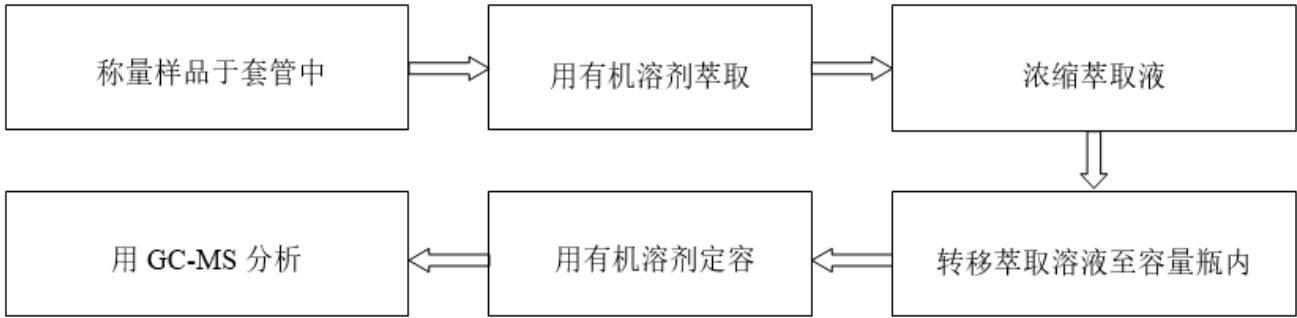 称量样品于套管中
用有机溶剂萃取
浓缩萃取液
转移萃取溶液至容量瓶内
用有机溶剂定容
用 GC-MS 分析